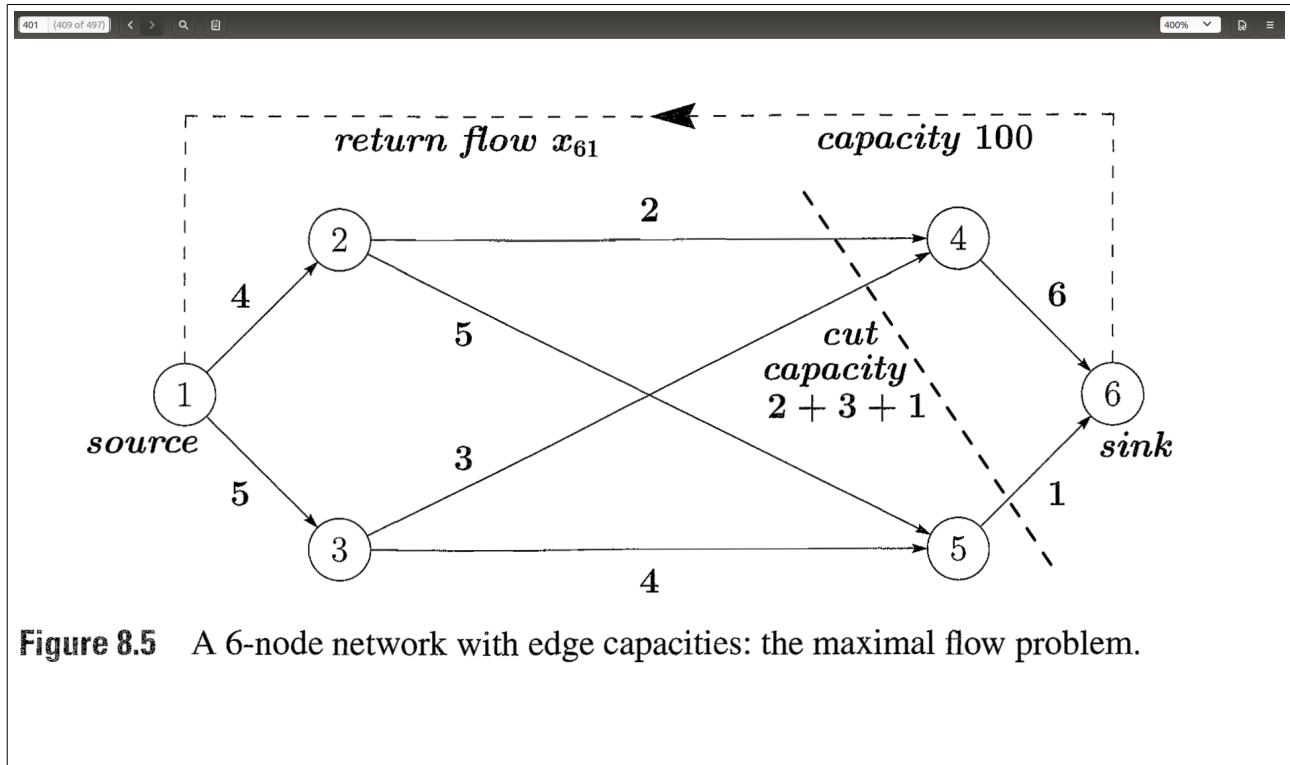 401 (409 of 497) 400%
return flow x₆₁ capacity 100
2
2 4
4 6
5
cut
capacity
1 2 + 3 + 1 6
source sink
3
5 1
3 5
4
Figure 8.5 A 6-node network with edge capacities: the maximal flow problem.